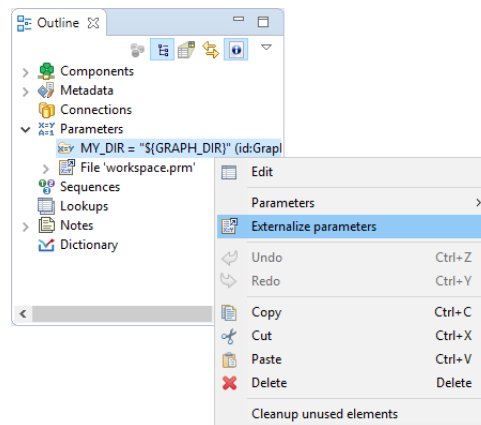 Outline
Components
Metadata
Connections
Parameters
MY_DIR = "${GRAPH_DIR}" (id:Grapl
File 'workspace.prm'
Sequences
Lookups
Notes
Dictionary
Edit
Parameters
Externalize parameters
Undo Ctrl+Z
Redo Ctrl+Y
Copy Ctrl+C
Cut Ctrl+X
Paste Ctrl+V
Delete Delete
Cleanup unused elements